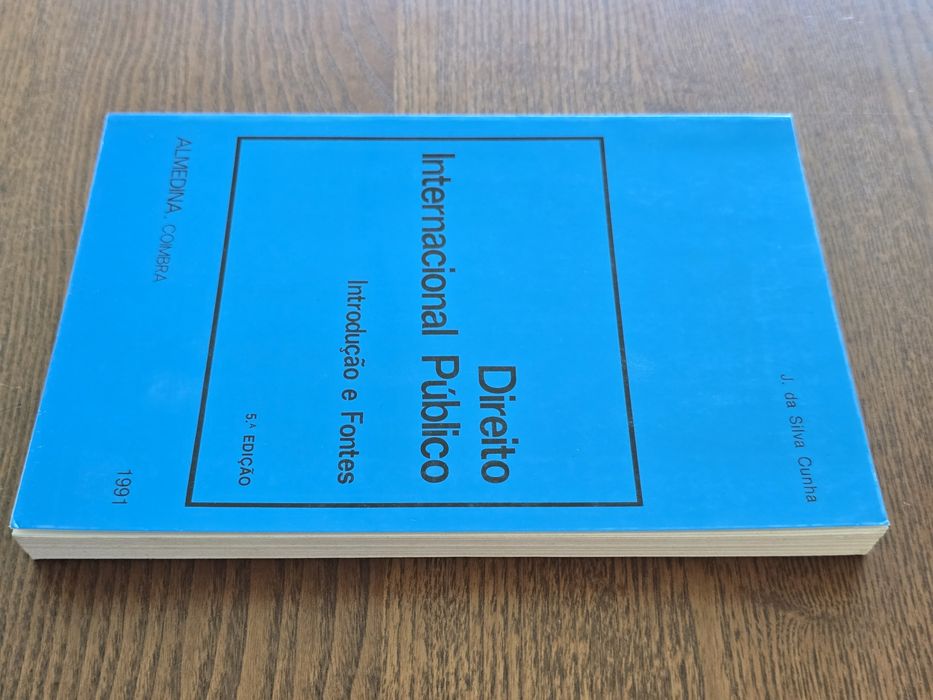 J. da Silva Cunha
Direito
Internacional Público
Introdução e Fontes
5.ª EDIÇÃO
ALMEDINA, COIMBRA
1991